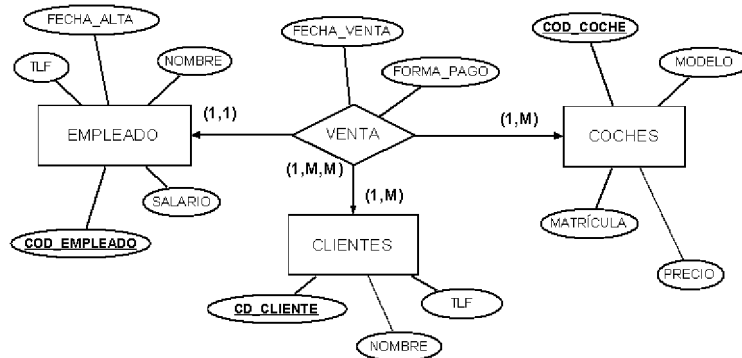 FECHA_ALTA
TLF
NOMBRE
EMPLEADO
(1,1)
SALARIO
COD_EMPLEADO
FECHA_VENTA
FORMA_PAGO
VENTA
(1,M,M)
(1,M)
(1,M)
COD_COCHE
MODELO
COCHES
MATRÍCULA
PRECIO
CLIENTES
CD_CLIENTE
TLF
NOMBRE